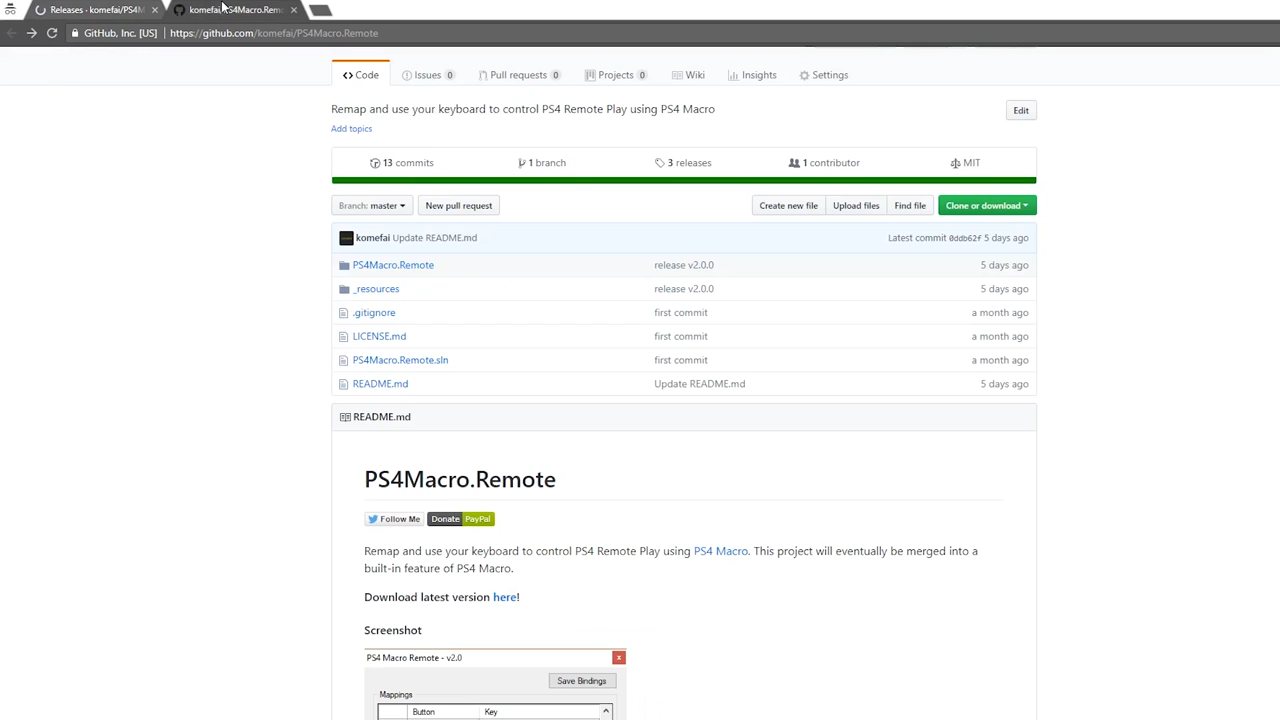 Releases · komefai/PS4M
komefai/PS4Macro.Rem
GitHub, Inc. [US]
https://github.com/komefai/PS4Macro.Remote
Code
Issues 0
Pull requests 0
Projects 0
Wiki
Insights
Settings
Remap and use your keyboard to control PS4 Remote Play using PS4 Macro
Edit
Add topics
13 commits
1 branch
3 releases
1 contributor
MIT
Branch: master
New pull request
Create new file
Upload files
Find file
Clone or download
komefai Update README.md
Latest commit 0ddb62f 5 days ago
PS4Macro.Remote
release v2.0.0
5 days ago
_resources
release v2.0.0
5 days ago
.gitignore
first commit
a month ago
LICENSE.md
first commit
a month ago
PS4Macro.Remote.sln
first commit
a month ago
README.md
Update README.md
5 days ago
README.md
PS4Macro.Remote
Follow Me
Donate PayPal
Remap and use your keyboard to control PS4 Remote Play using PS4 Macro. This project will eventually be merged into a
built-in feature of PS4 Macro.
Download latest version here!
Screenshot
PS4 Macro Remote - v2.0
Save Bindings
Mappings
Button
Key